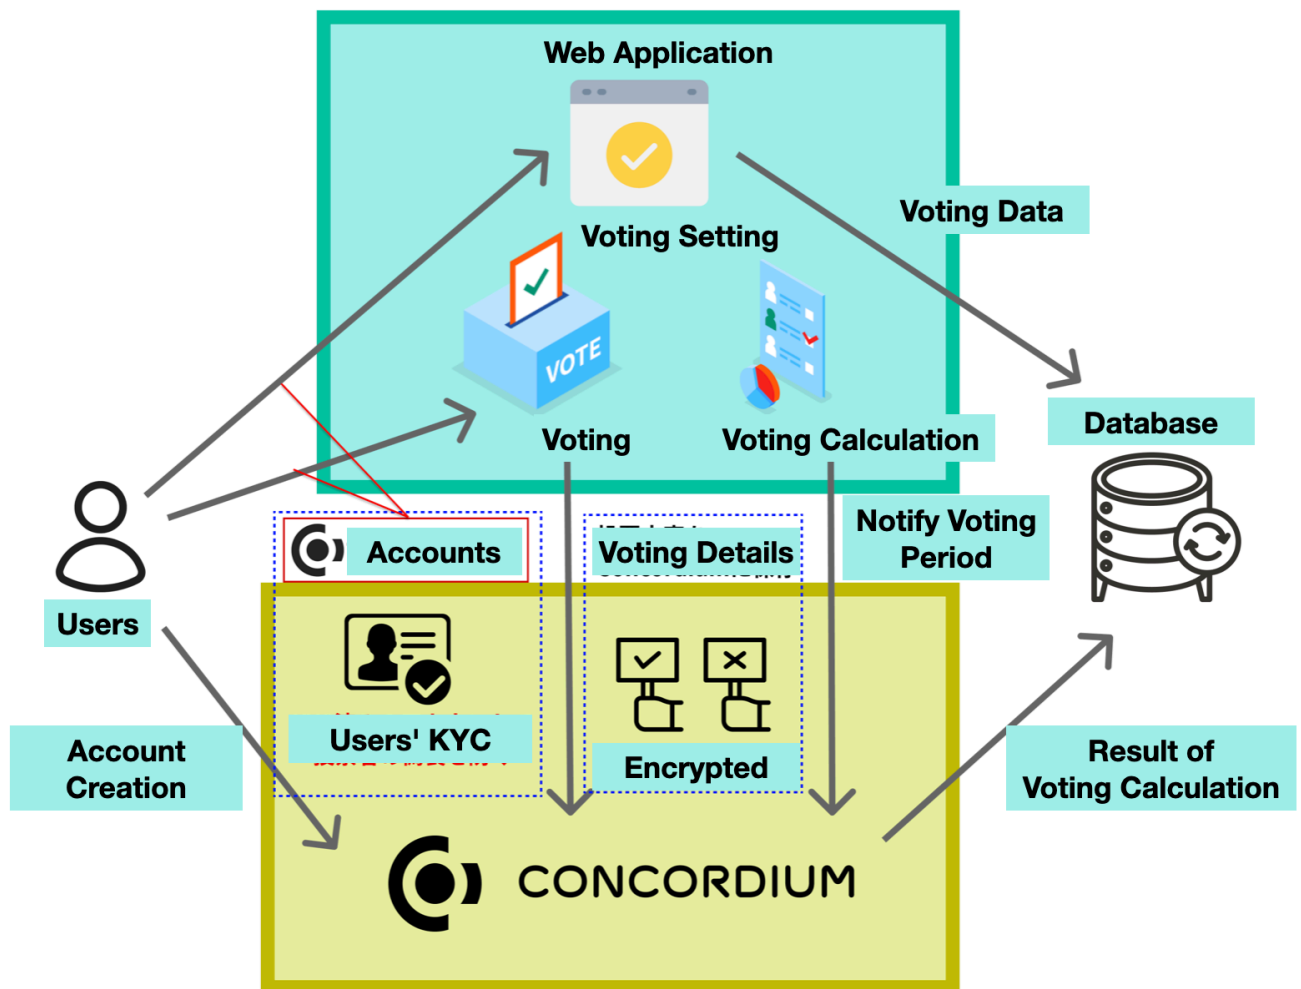 Web Application
Voting Setting
VOTE
Voting Data
Voting
Voting Calculation
Database
Accounts
Voting Details
Notify Voting
Period
Users
Users' KYC
Encrypted
Account
Creation
Result of
Voting Calculation
CONCORDIUM